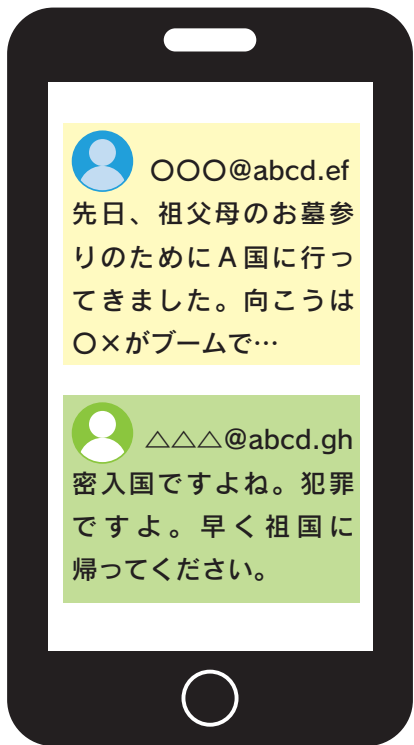 〇〇〇@abcd.ef
先日、祖父母のお墓参
りのためにA国に行っ
てきました。向こうは
〇×がブームで…
△△△@abcd.gh
密入国ですよね。犯罪
ですよ。早く祖国に
帰ってください。